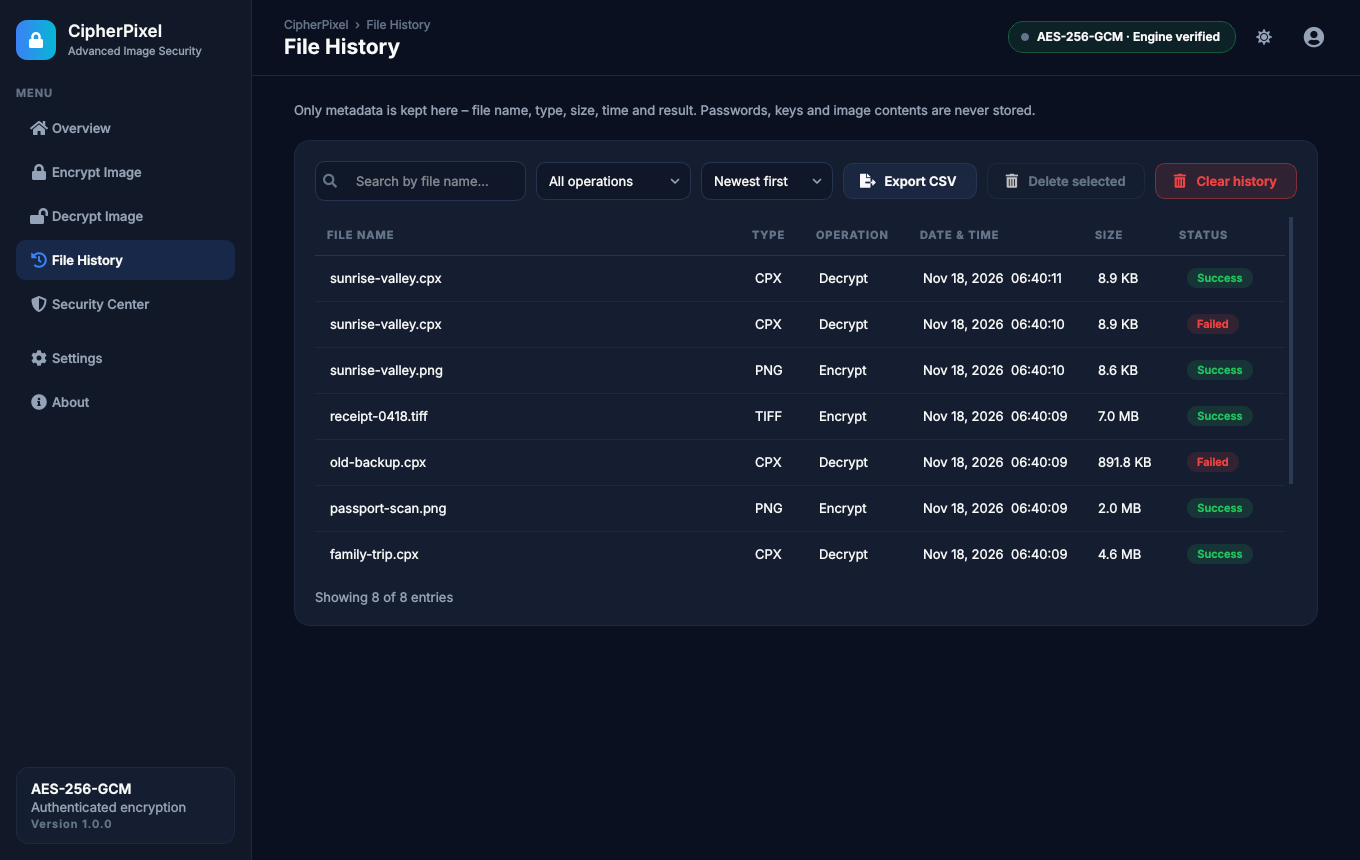 CipherPixel
Advanced Image Security
MENU
Overview
Encrypt Image
Decrypt Image
File History
Security Center
Settings
About
AES-256-GCM
Authenticated encryption
Version 1.0.0
CipherPixel › File History
File History
AES-256-GCM · Engine verified
Only metadata is kept here – file name, type, size, time and result. Passwords, keys and image contents are never stored.
Search by file name... All operations Newest first Export CSV Delete selected Clear history
FILE NAME TYPE OPERATION DATE & TIME SIZE STATUS
sunrise-valley.cpx CPX Decrypt Nov 18, 2026 06:40:11 8.9 KB Success
sunrise-valley.cpx CPX Decrypt Nov 18, 2026 06:40:10 8.9 KB Failed
sunrise-valley.png PNG Encrypt Nov 18, 2026 06:40:10 8.6 KB Success
receipt-0418.tiff TIFF Encrypt Nov 18, 2026 06:40:09 7.0 MB Success
old-backup.cpx CPX Decrypt Nov 18, 2026 06:40:09 891.8 KB Failed
passport-scan.png PNG Encrypt Nov 18, 2026 06:40:09 2.0 MB Success
family-trip.cpx CPX Decrypt Nov 18, 2026 06:40:09 4.6 MB Success
Showing 8 of 8 entries